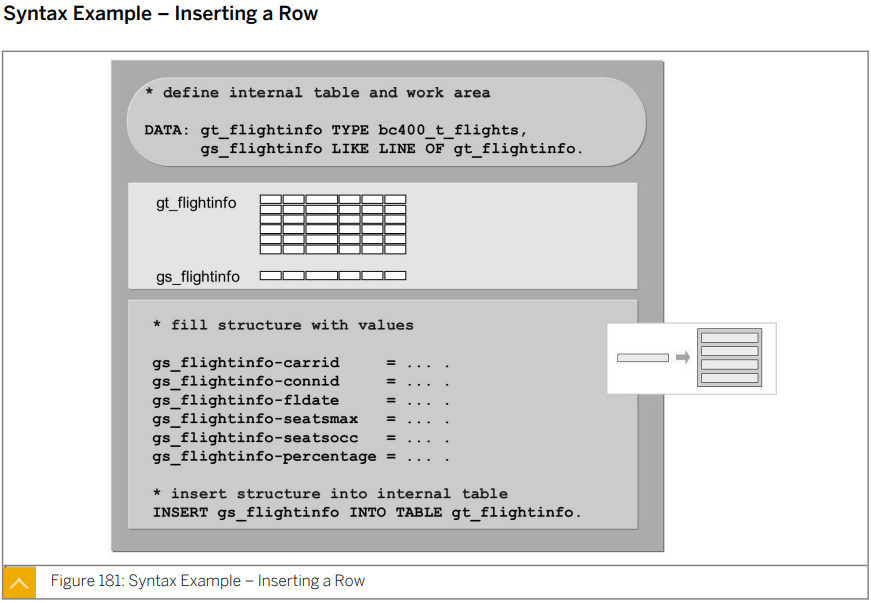 Syntax Example – Inserting a Row
* define internal table and work area
DATA: gt_flightinfo TYPE bc400_t_flights,
gs_flightinfo LIKE LINE OF gt_flightinfo.
gt_flightinfo
gs_flightinfo
* fill structure with values
gs_flightinfo-carrid = ... .
gs_flightinfo-connid = ... .
gs_flightinfo-fldate = ... .
gs_flightinfo-seatsmax = ... .
gs_flightinfo-seatsocc = ... .
gs_flightinfo-percentage = ... .
* insert structure into internal table
INSERT gs_flightinfo INTO TABLE gt_flightinfo.
Figure 181: Syntax Example – Inserting a Row